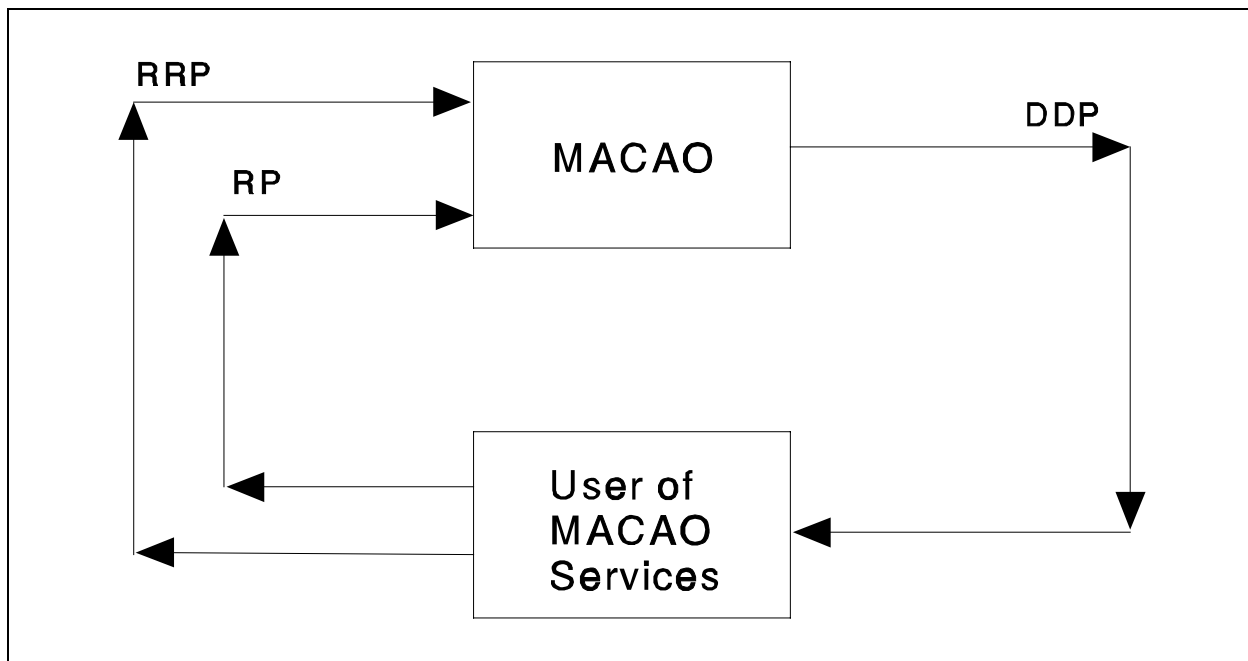 RRP
MACAO
DDP
RP
User of
MACAO
Services